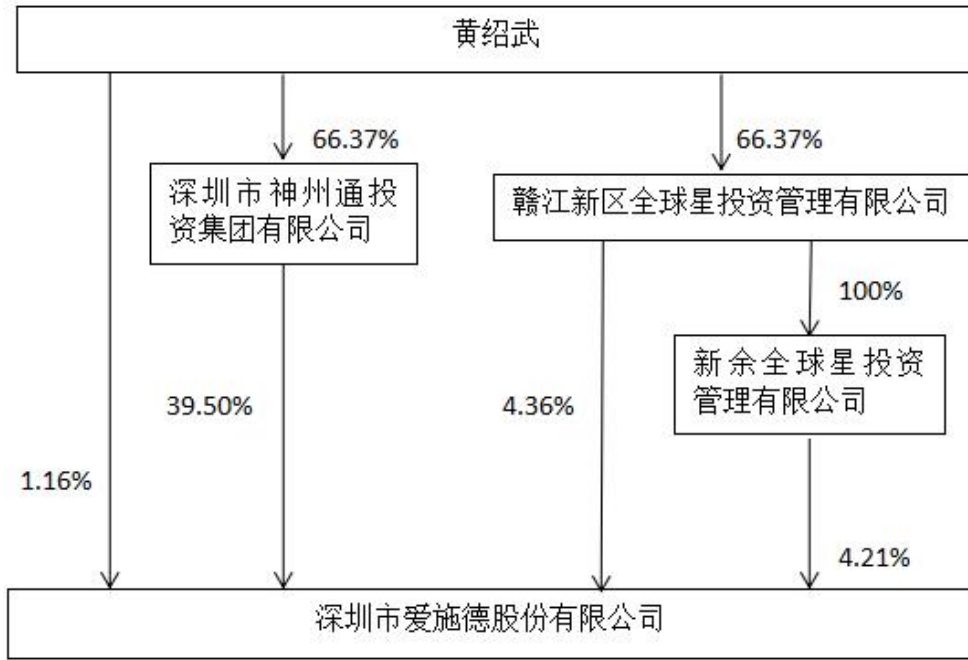 黄绍武
66.37%
66.37%
深圳市神州通投
资集团有限公司
赣江新区全球星投资管理有限公司
100%
新余全球星投资
管理有限公司
39.50%
4.36%
1.16%
4.21%
深圳市爱施德股份有限公司